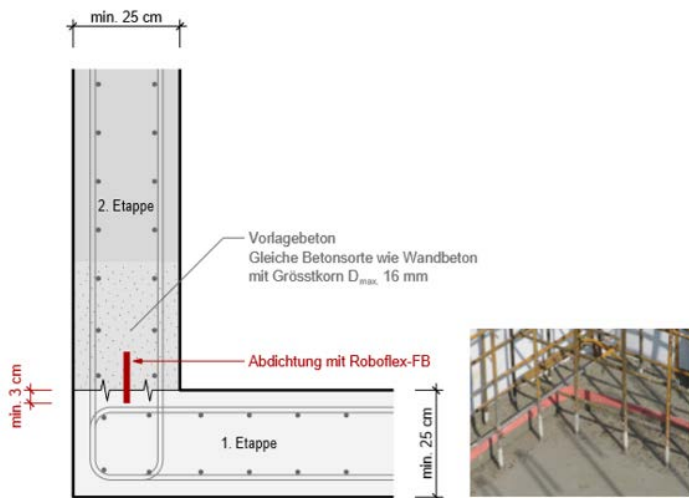 min. 25 cm
2. Etappe
Vorlagebeton
Gleiche Betonsorte wie Wandbeton
mit Grösstkorn Dmax. 16 mm
Abdichtung mit Roboflex-FB
min. 3 cm
1. Etappe
min. 25 cm